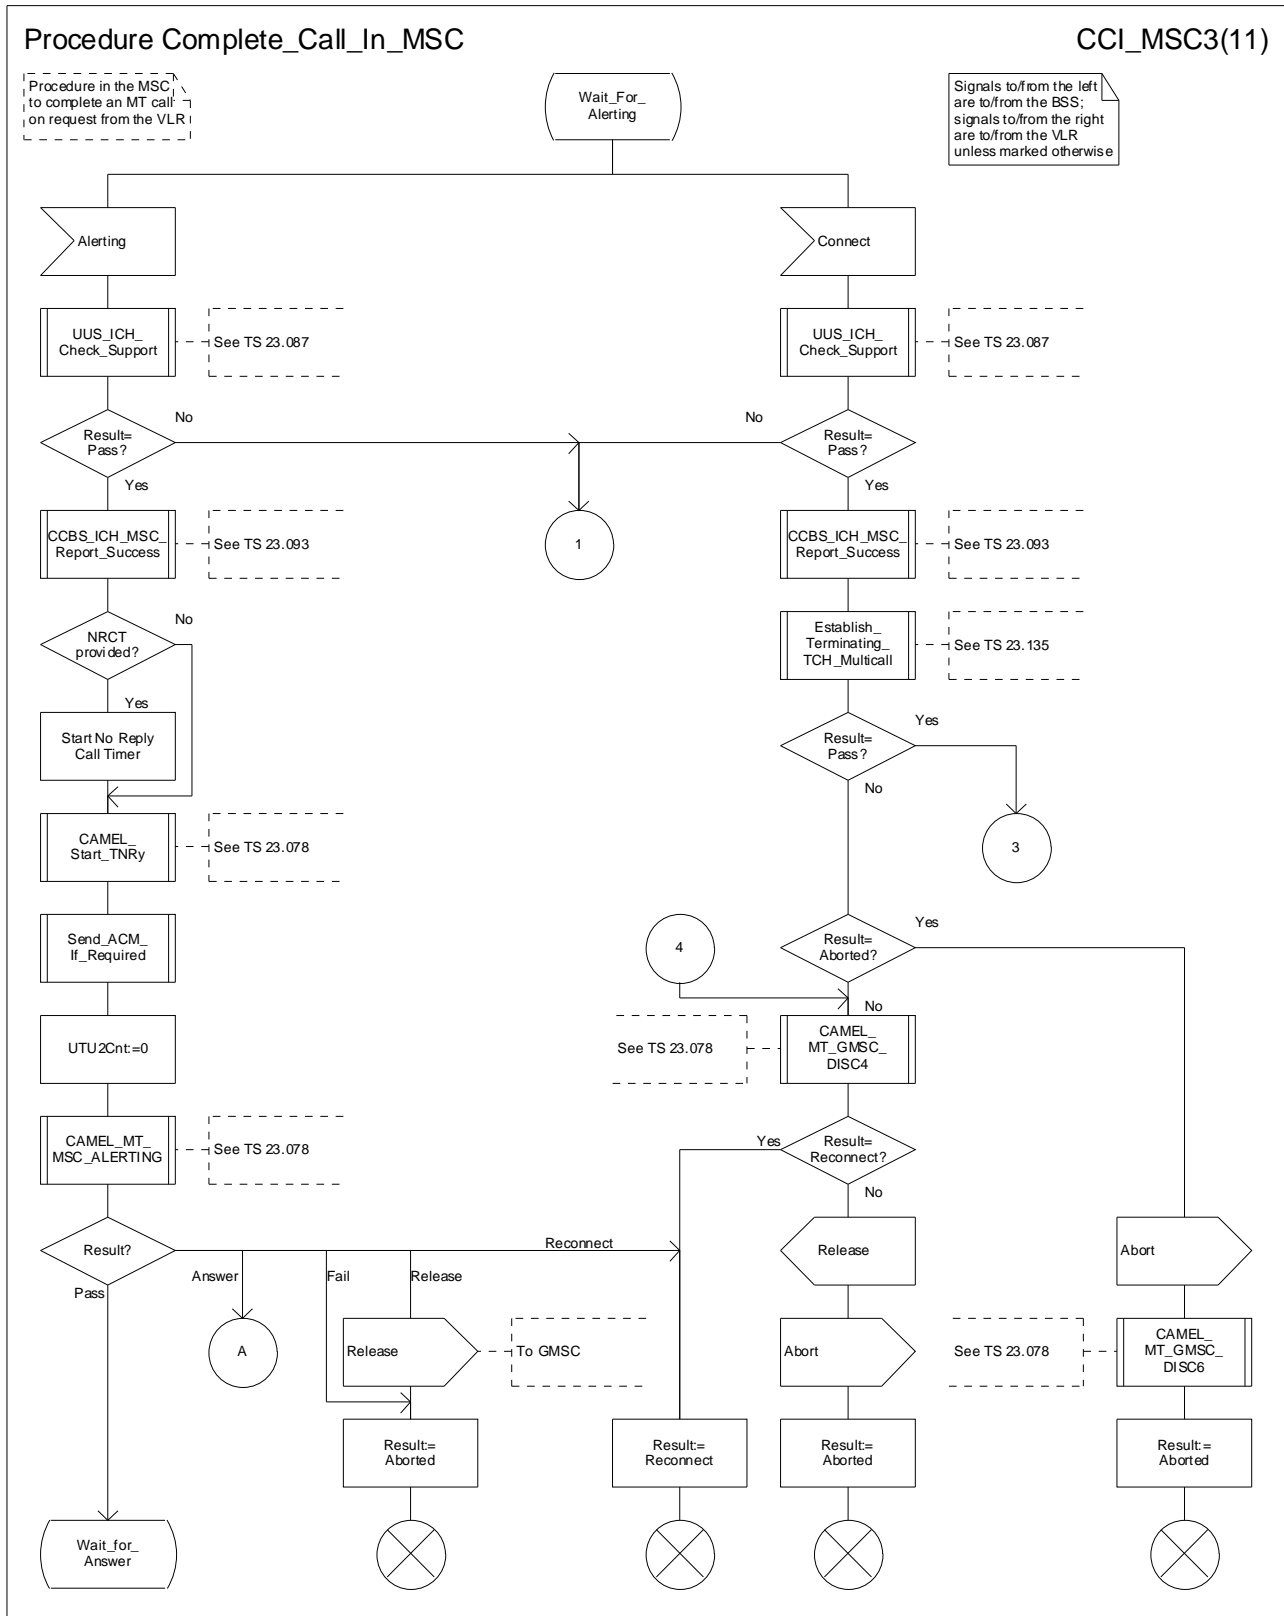 Procedure Complete_Call_In_MSC
CCI_MSC3(11)
Procedure in the MSC
to complete an MT call
on request from the VLR
Wait_For_
Alerting
Signals to/from the left
are to/from the BSS;
signals to/from the right
are to/from the VLR
unless marked otherwise
Alerting
Connect
UUS_ICH_
Check_Support
See TS 23.087
UUS_ICH_
Check_Support
See TS 23.087
Result=
Pass?
No
Yes
No
Result=
Pass?
Yes
CCBS_ICH_MSC_
Report_Success
See TS 23.093
1
CCBS_ICH_MSC_
Report_Success
See TS 23.093
NRCT
provided?
No
Yes
Establish_
Terminating_
TCH_Multicall
See TS 23.135
Start No Reply
Call Timer
Result=
Pass?
Yes
No
CAMEL_
Start_TNRy
See TS 23.078
3
Send_ACM_
If_Required
4
Result=
Aborted?
Yes
No
UTU2Cnt:=0
See TS 23.078
CAMEL_
MT_GMSC_
DISC4
CAMEL_MT_
MSC_ALERTING
See TS 23.078
Yes
Result=
Reconnect?
No
Result?
Pass
Answer
Fail
Release
Reconnect
Release
Abort
A
Release
To GMSC
Abort
See TS 23.078
CAMEL_
MT_GMSC_
DISC6
Result:=
Aborted
Result:=
Reconnect
Result:=
Aborted
Result:=
Aborted
Wait_for_
Answer